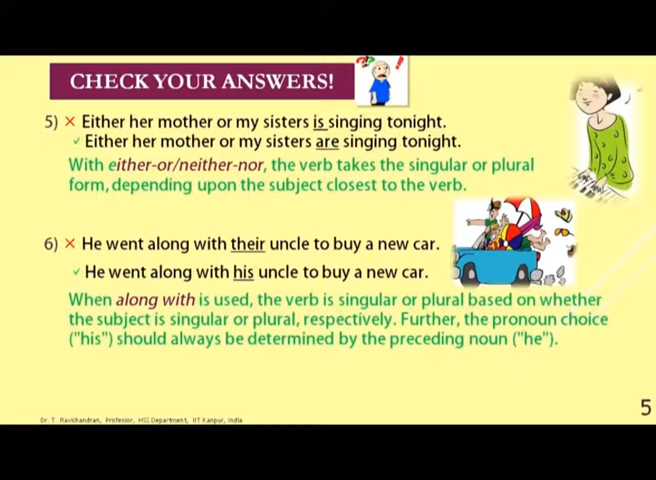 CHECK YOUR ANSWERS!
5) × Either her mother or my sisters is singing tonight.
✓ Either her mother or my sisters are singing tonight.
With either-or/neither-nor, the verb takes the singular or plural
form, depending upon the subject closest to the verb.
6) × He went along with their uncle to buy a new car.
✓ He went along with his uncle to buy a new car.
When along with is used, the verb is singular or plural based on whether
the subject is singular or plural, respectively. Further, the pronoun choice
("his") should always be determined by the preceding noun ("he").
5
Dr. T. Ravichandran, Professor, HSS Department, IIT Kanpur, India